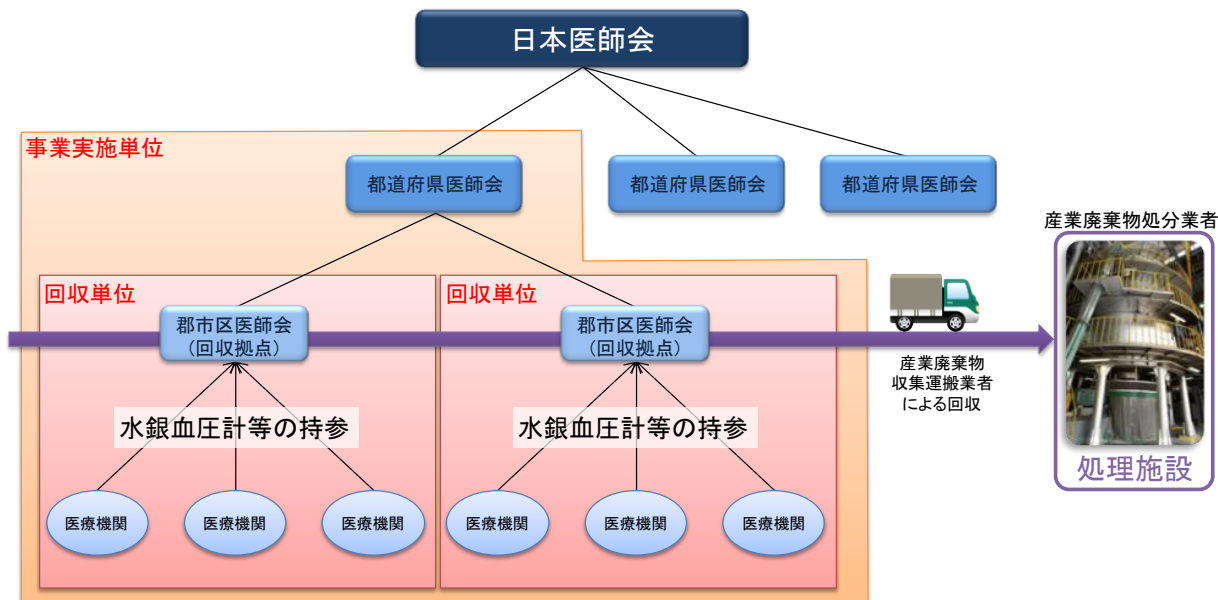 日本医師会
事業実施単位
都道府県医師会
都道府県医師会
都道府県医師会
産業廃棄物処分業者
回収単位
回収単位
郡市区医師会
（回収拠点）
郡市区医師会
（回収拠点）
産業廃棄物
収集運搬業者
による回収
水銀血圧計等の持参
水銀血圧計等の持参
処理施設
医療機関
医療機関
医療機関
医療機関
医療機関
医療機関